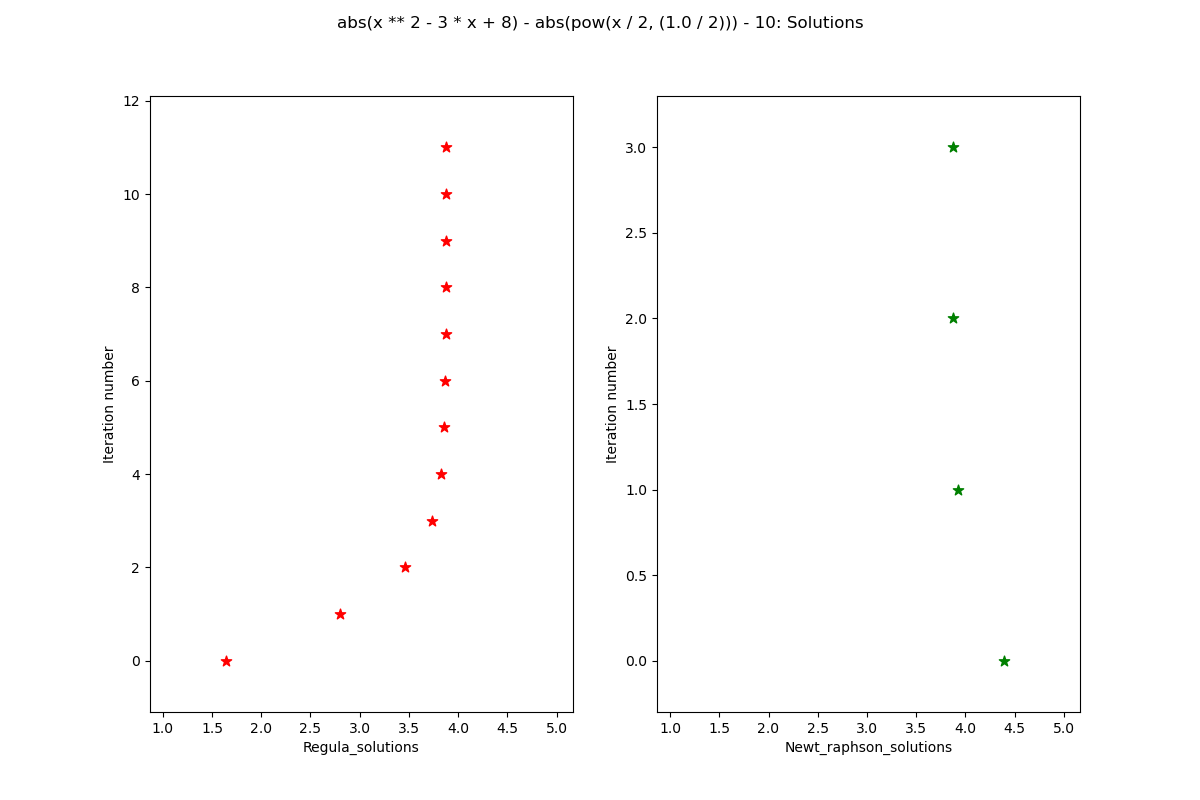 abs(x ** 2 - 3 * x + 8) - abs(pow(x / 2, (1.0 / 2))) - 10: Solutions
12
10
8
6
4
2
0
Iteration number
1.0 1.5 2.0 2.5 3.0 3.5 4.0 4.5 5.0
Regula_solutions
3.0
2.5
2.0
1.5
1.0
0.5
0.0
Iteration number
1.0 1.5 2.0 2.5 3.0 3.5 4.0 4.5 5.0
Newt_raphson_solutions